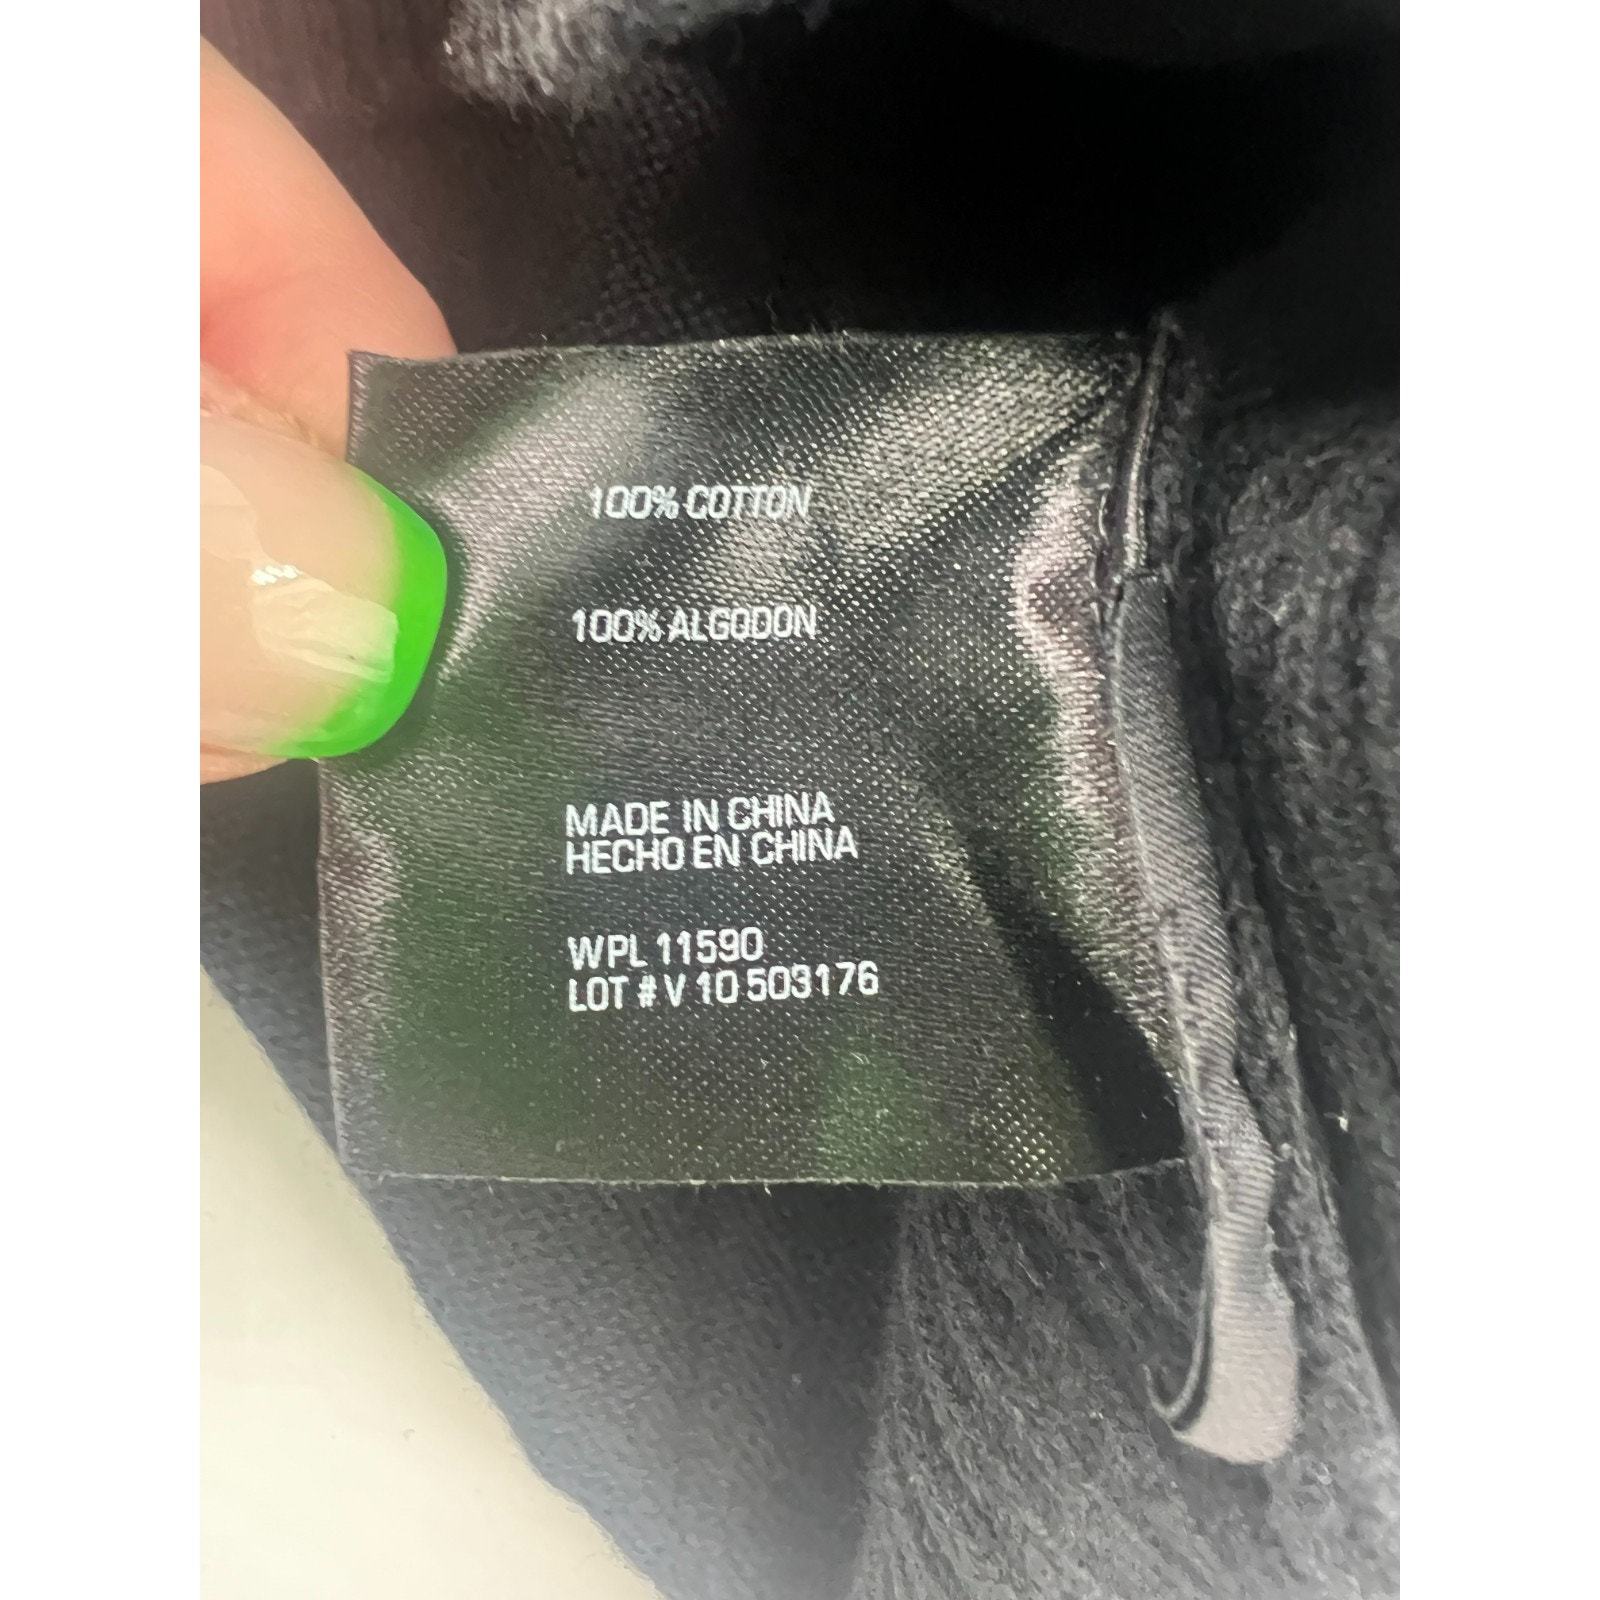 100% COTTON
100% ALGODON
MADE IN CHINA
HECHO EN CHINA
WPL 11590
LOT # V 10 503176